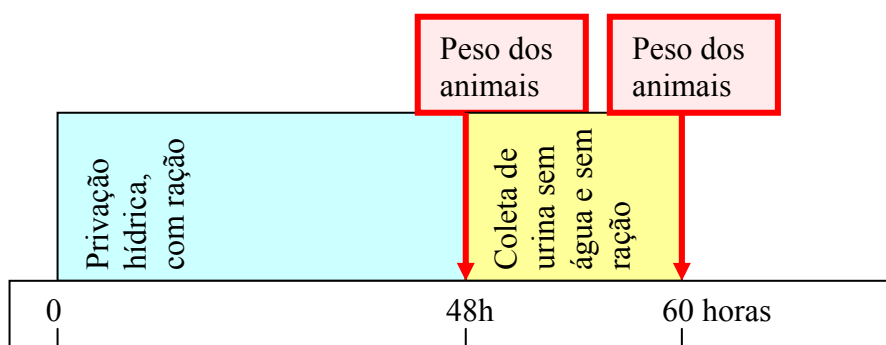 Peso dos
animais
Peso dos
animais
Privação
hídrica,
com ração
Coleta de
urina sem
água e sem
ração
0
48h
60 horas